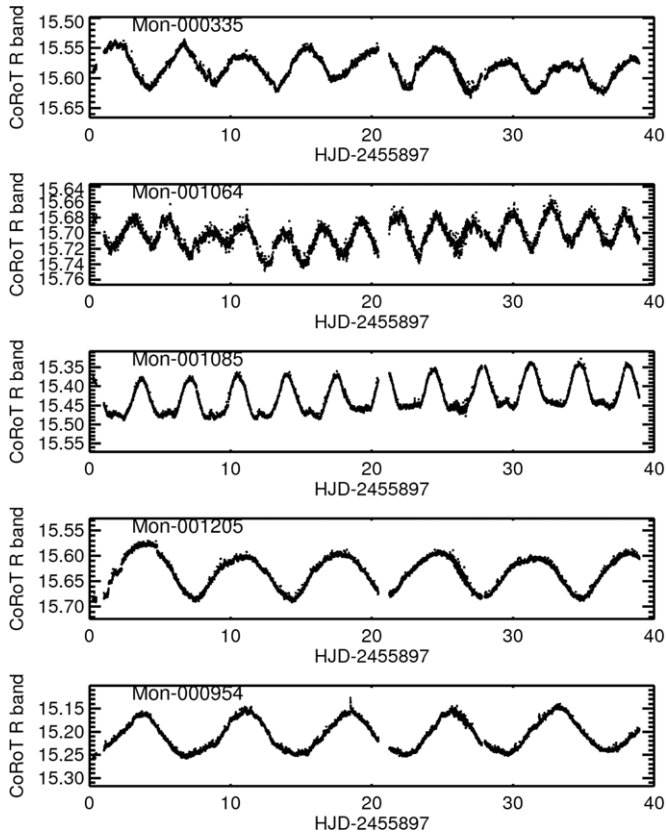 15.50
Mon-000335
15.55
15.60
15.65
CoRoT R band
0 10 20 30 40
HJD-2455897
15.64
Mon-001064
15.68
15.70
15.72
15.74
15.76
CoRoT R band
0 10 20 30 40
HJD-2455897
Mon-001085
15.35
15.40
15.45
15.50
15.55
CoRoT R band
0 10 20 30 40
HJD-2455897
Mon-001205
15.55
15.60
15.65
15.70
CoRoT R band
0 10 20 30 40
HJD-2455897
Mon-000954
15.15
15.20
15.25
15.30
CoRoT R band
0 10 20 30 40
HJD-2455897